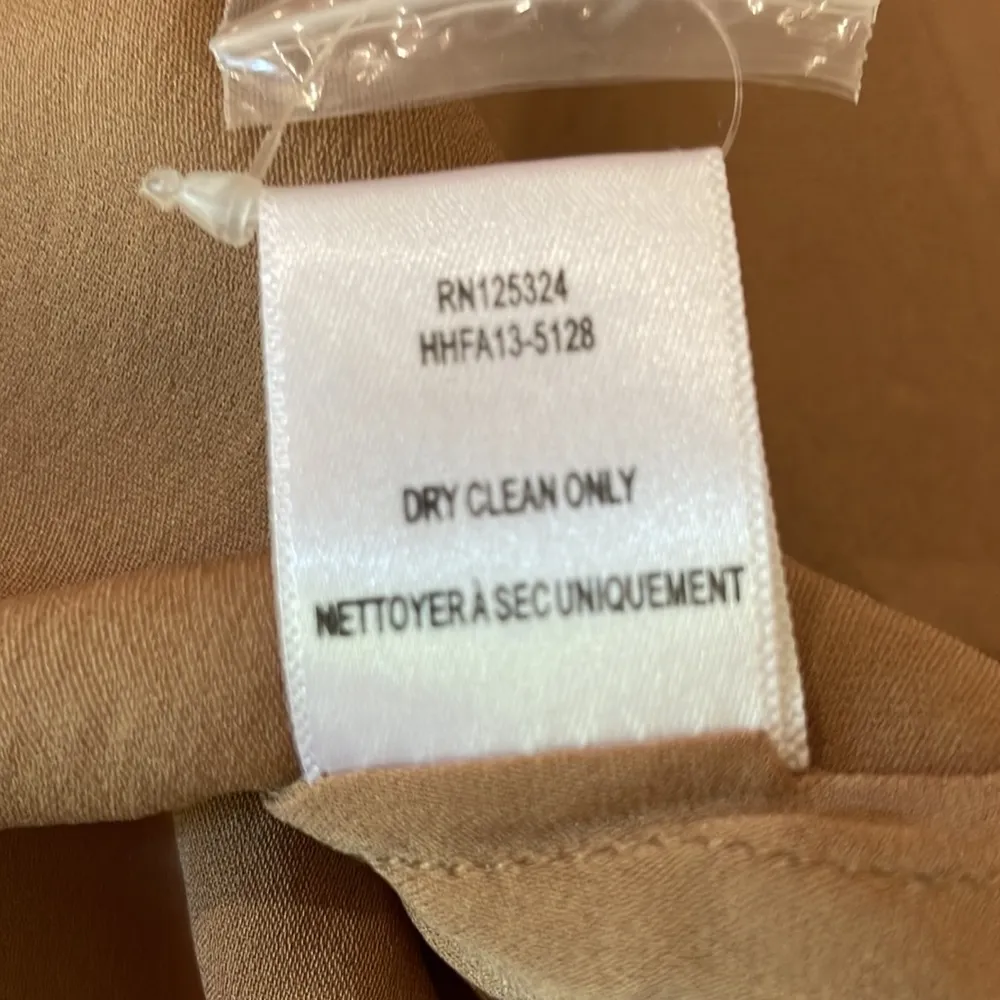 RN125324
HHFA13-5128
DRY CLEAN ONLY
NETTOYER À SEC UNIQUEMENT